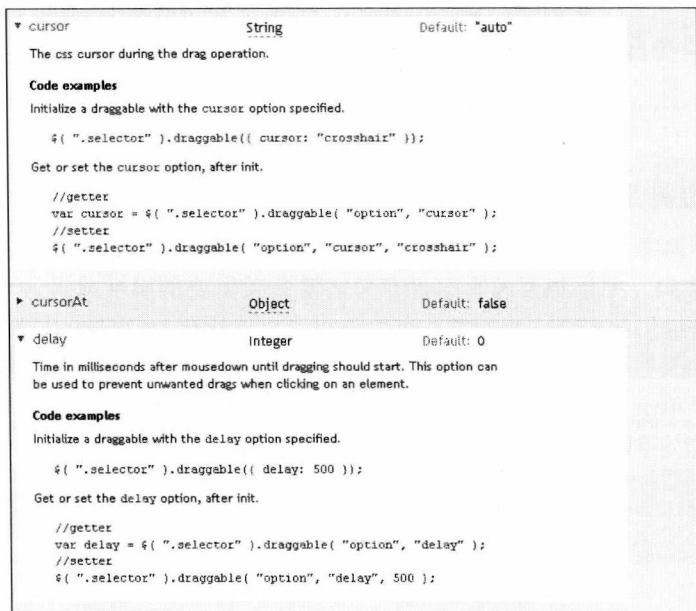 ▼ cursor String Default: "auto"
The css cursor during the drag operation.
Code examples
Initialize a draggable with the cursor option specified.
$( ".selector" ).draggable({ cursor: "crosshair" });
Get or set the cursor option, after init.
//getter
var cursor = $( ".selector" ).draggable( "option", "cursor" );
//setter
$( ".selector" ).draggable( "option", "cursor", "crosshair" );
► cursorAt Object Default: false
▼ delay Integer Default: 0
Time in milliseconds after mousedown until dragging should start. This option can
be used to prevent unwanted drags when clicking on an element.
Code examples
Initialize a draggable with the delay option specified.
$( ".selector" ).draggable({ delay: 500 });
Get or set the delay option, after init.
//getter
var delay = $( ".selector" ).draggable( "option", "delay" );
//setter
$( ".selector" ).draggable( "option", "delay", 500 );